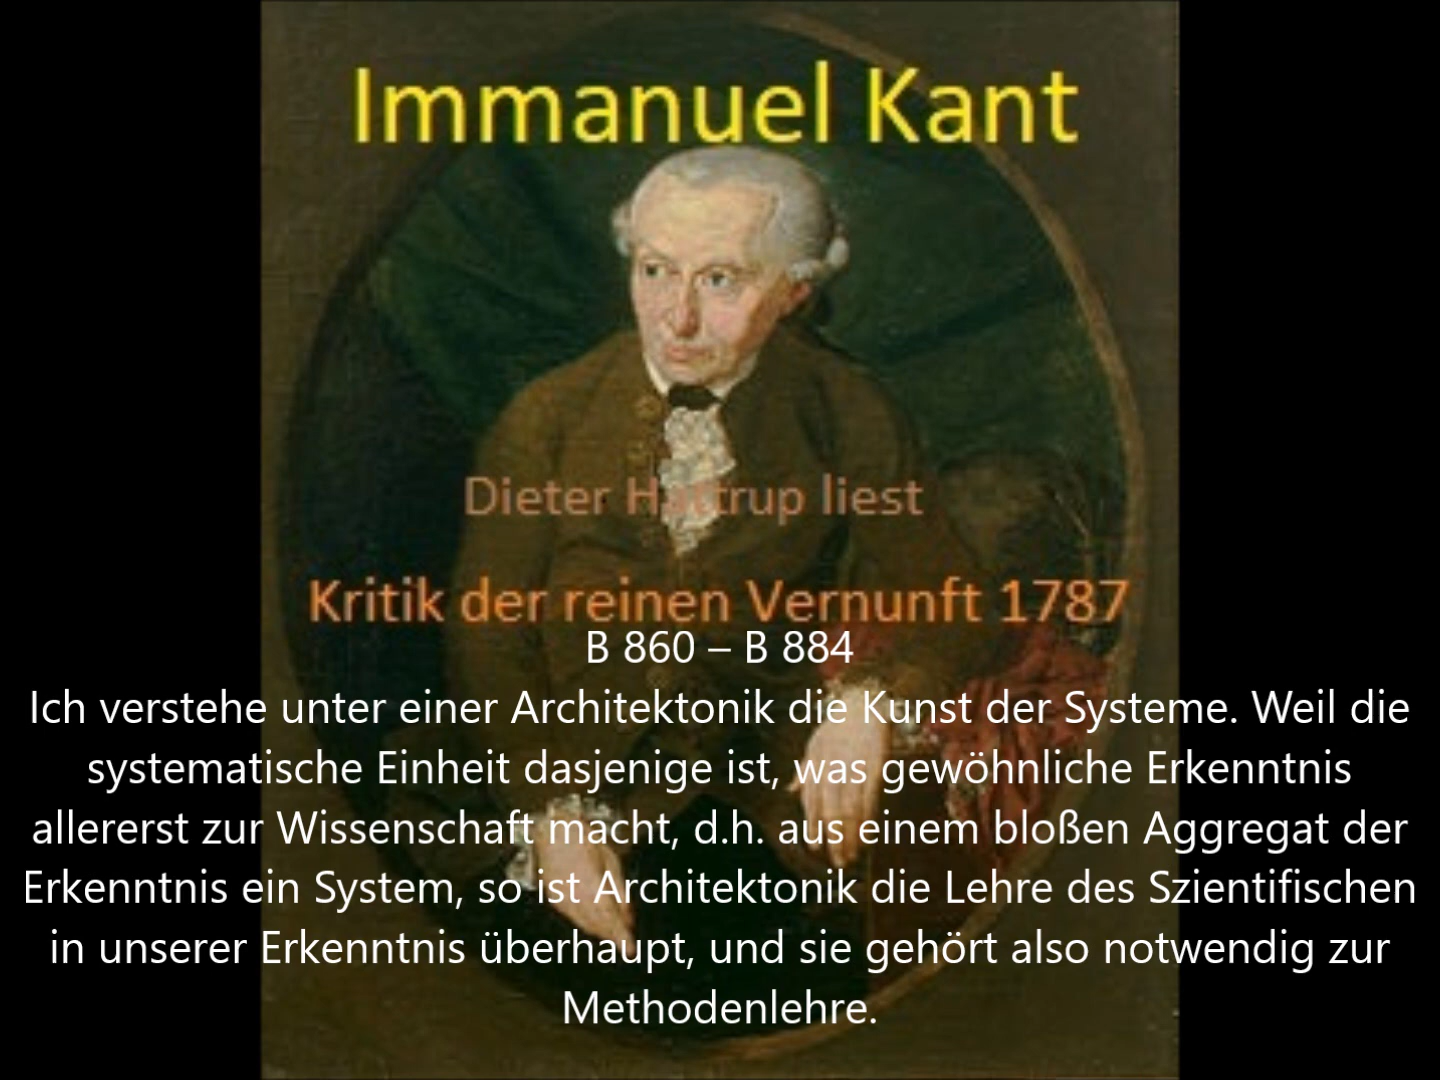 Immanuel Kant
Dieter Hattrup liest
Kritik der reinen Vernunft 1787
B 860 – B 884
Ich verstehe unter einer Architektonik die Kunst der Systeme. Weil die
systematische Einheit dasjenige ist, was gewöhnliche Erkenntnis
allererst zur Wissenschaft macht, d.h. aus einem bloßen Aggregat der
Erkenntnis ein System, so ist Architektonik die Lehre des Szientifischen
in unserer Erkenntnis überhaupt, und sie gehört also notwendig zur
Methodenlehre.